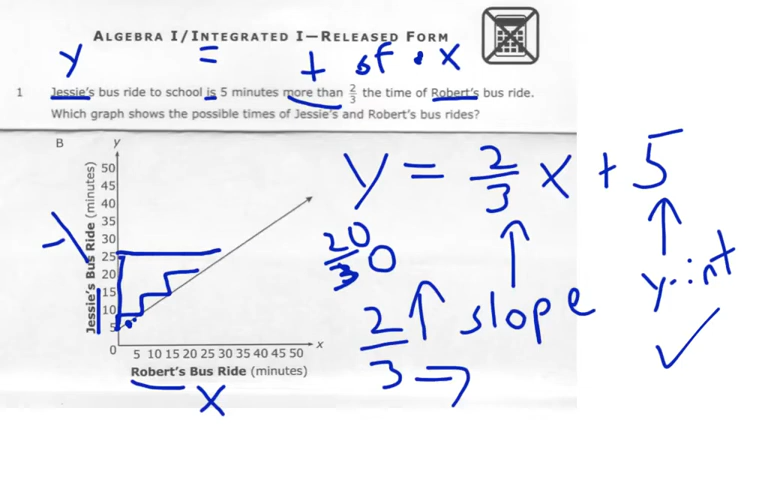 ALGEBRA I/INTEGRATED I—RELEASED FORM
y = + of • x
1 Jessie's bus ride to school is 5 minutes more than 2/3 the time of Robert's bus ride.
Which graph shows the possible times of Jessie's and Robert's bus rides?
B
y
50
45
40
35
30
25
20
15
10
5
0
Jessie's Bus Ride (minutes)
5 10 15 20 25 30 35 40 45 50
x
Robert's Bus Ride (minutes)
x
y = 2/3 x + 5
20
30
2/3
slope
y-int